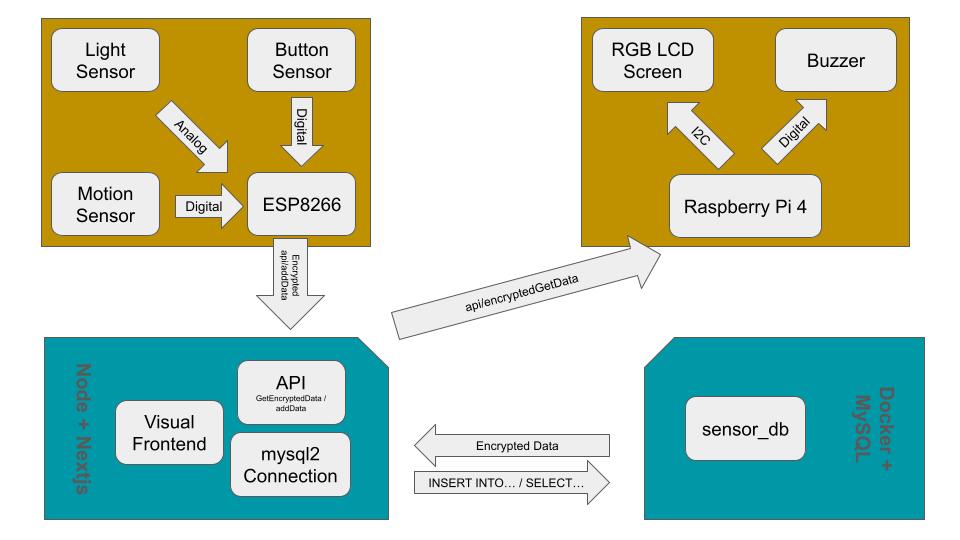 Light
Sensor
Button
Sensor
Motion
Sensor
Analog
Digital
Digital
ESP8266
Encrypted
api/addData
RGB LCD
Screen
Buzzer
I2C
Digital
Raspberry Pi 4
api/encryptedGetData
Node + Nextjs
Visual
Frontend
API
GetEncryptedData /
addData
mysql2
Connection
Encrypted Data
INSERT INTO... / SELECT...
sensor_db
Docker +
MySQL